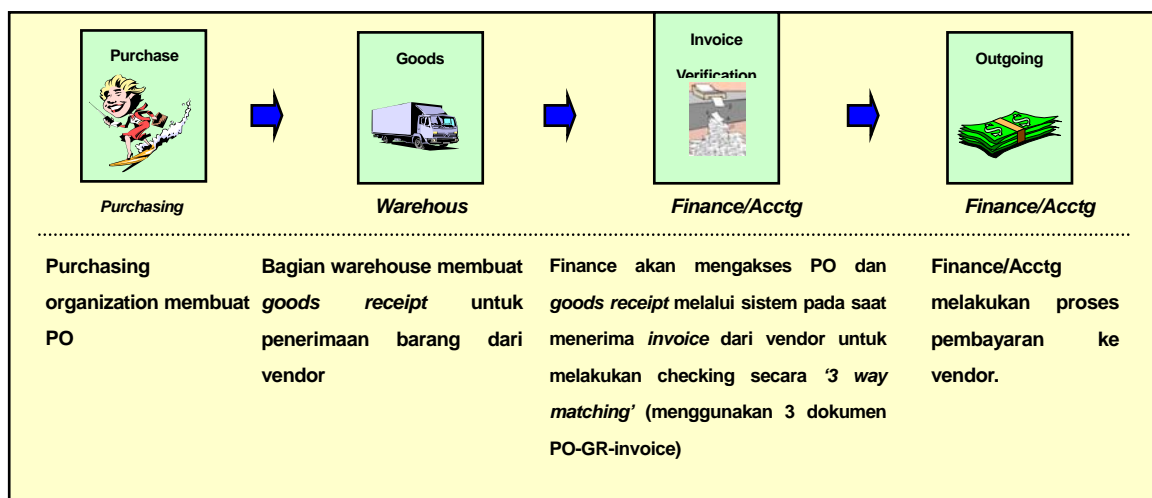 Purchase
Goods
Invoice
Verification
Outgoing
Purchasing
Warehous
Finance/Acctg
Finance/Acctg
Purchasing
organization membuat
PO
Bagian warehouse membuat
goods receipt untuk
penerimaan barang dari
vendor
Finance akan mengakses PO dan
goods receipt melalui sistem pada saat
menerima invoice dari vendor untuk
melakukan checking secara ‘3 way
matching’ (menggunakan 3 dokumen
PO-GR-invoice)
Finance/Acctg
melakukan proses
pembayaran ke
vendor.